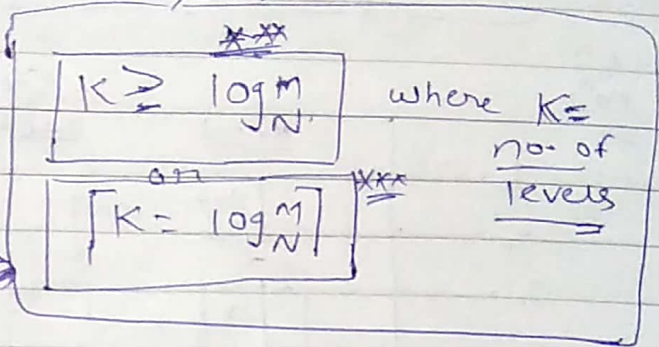 ***
K ≥ log M N where K =
no. of
levels
or
⌈K = log M N⌉ ***